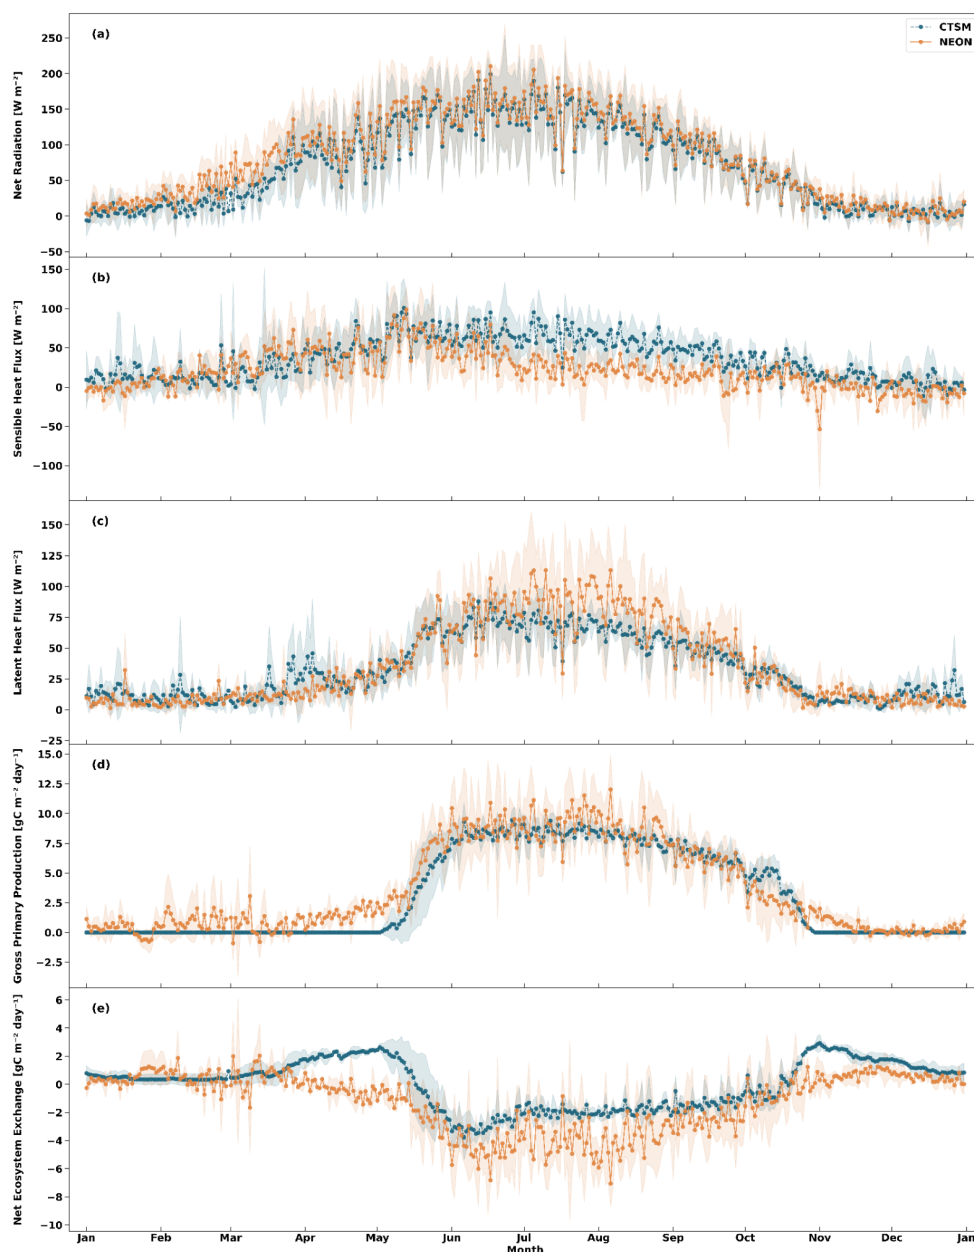 (a)
CTSM
NEON
Net Radiation [W m⁻²]
250
200
150
100
50
0
−50
(b)
Sensible Heat Flux [W m⁻²]
150
100
50
0
−50
−100
(c)
Latent Heat Flux [W m⁻²]
150
125
100
75
50
25
0
−25
(d)
Gross Primary Production [gC m⁻² day⁻¹]
15.0
12.5
10.0
7.5
5.0
2.5
0.0
−2.5
(e)
Net Ecosystem Exchange [gC m⁻² day⁻¹]
6
4
2
0
−2
−4
−6
−8
−10
Jan Feb Mar Apr May Jun Jul Aug Sep Oct Nov Dec Jan
Month